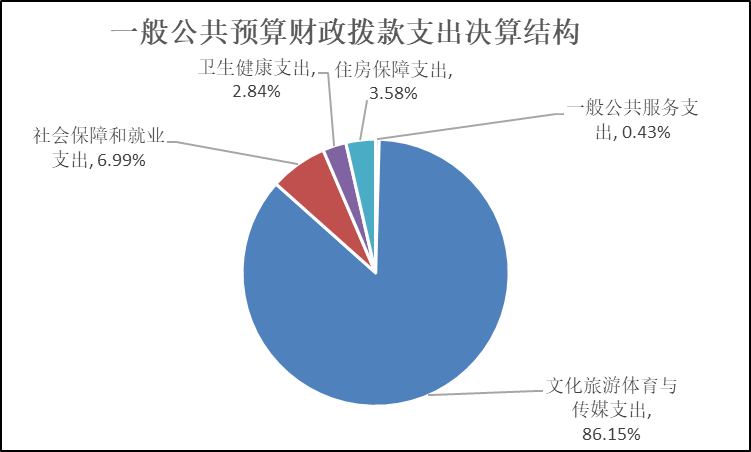 一般公共预算财政拨款支出决算结构
卫生健康支出,
2.84%
住房保障支出,
3.58%
一般公共服务支
出, 0.43%
社会保障和就业
支出, 6.99%
文化旅游体育与
传媒支出,
86.15%